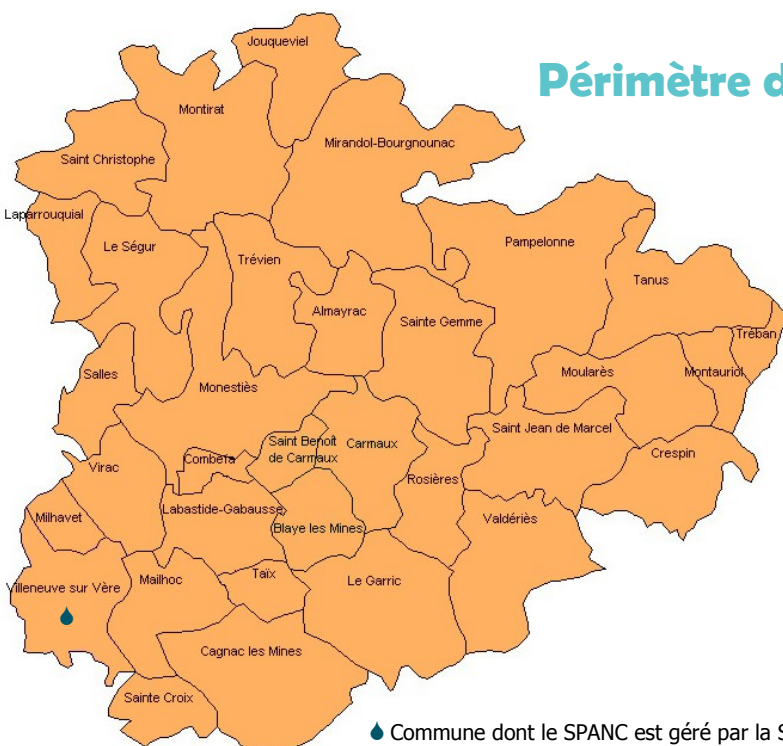 Jouqueviel
Périmètre d
Montirat
Mirandol-Bourgnounac
Saint Christophe
Laparrouquial
Le Ségur
Trévien
Pampelonne
Tanus
Almayrac
Sainte Gemme
Tréban
Salles
Monestiès
Moularès
Montauriol
Saint Benoît
de Carmaux
Carmaux
Saint Jean de Marcel
Crespin
Virac
Combefa
Rosières
Milhavet
Labastide-Gabausse
Blaye les Mines
Valdériès
Villeneuve sur Vère
Mailhoc
Taïx
Le Garric
Cagnac les Mines
Sainte Croix
Commune dont le SPANC est géré par la S